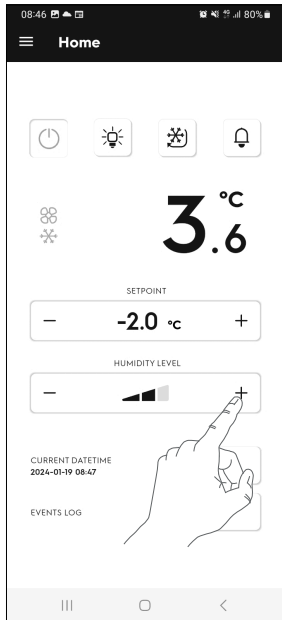 08:46 4G 80%
Home
3.6 °C
SETPOINT
− -2.0 °C +
HUMIDITY LEVEL
− +
CURRENT DATETIME
2024-01-19 08:47
EVENTS LOG